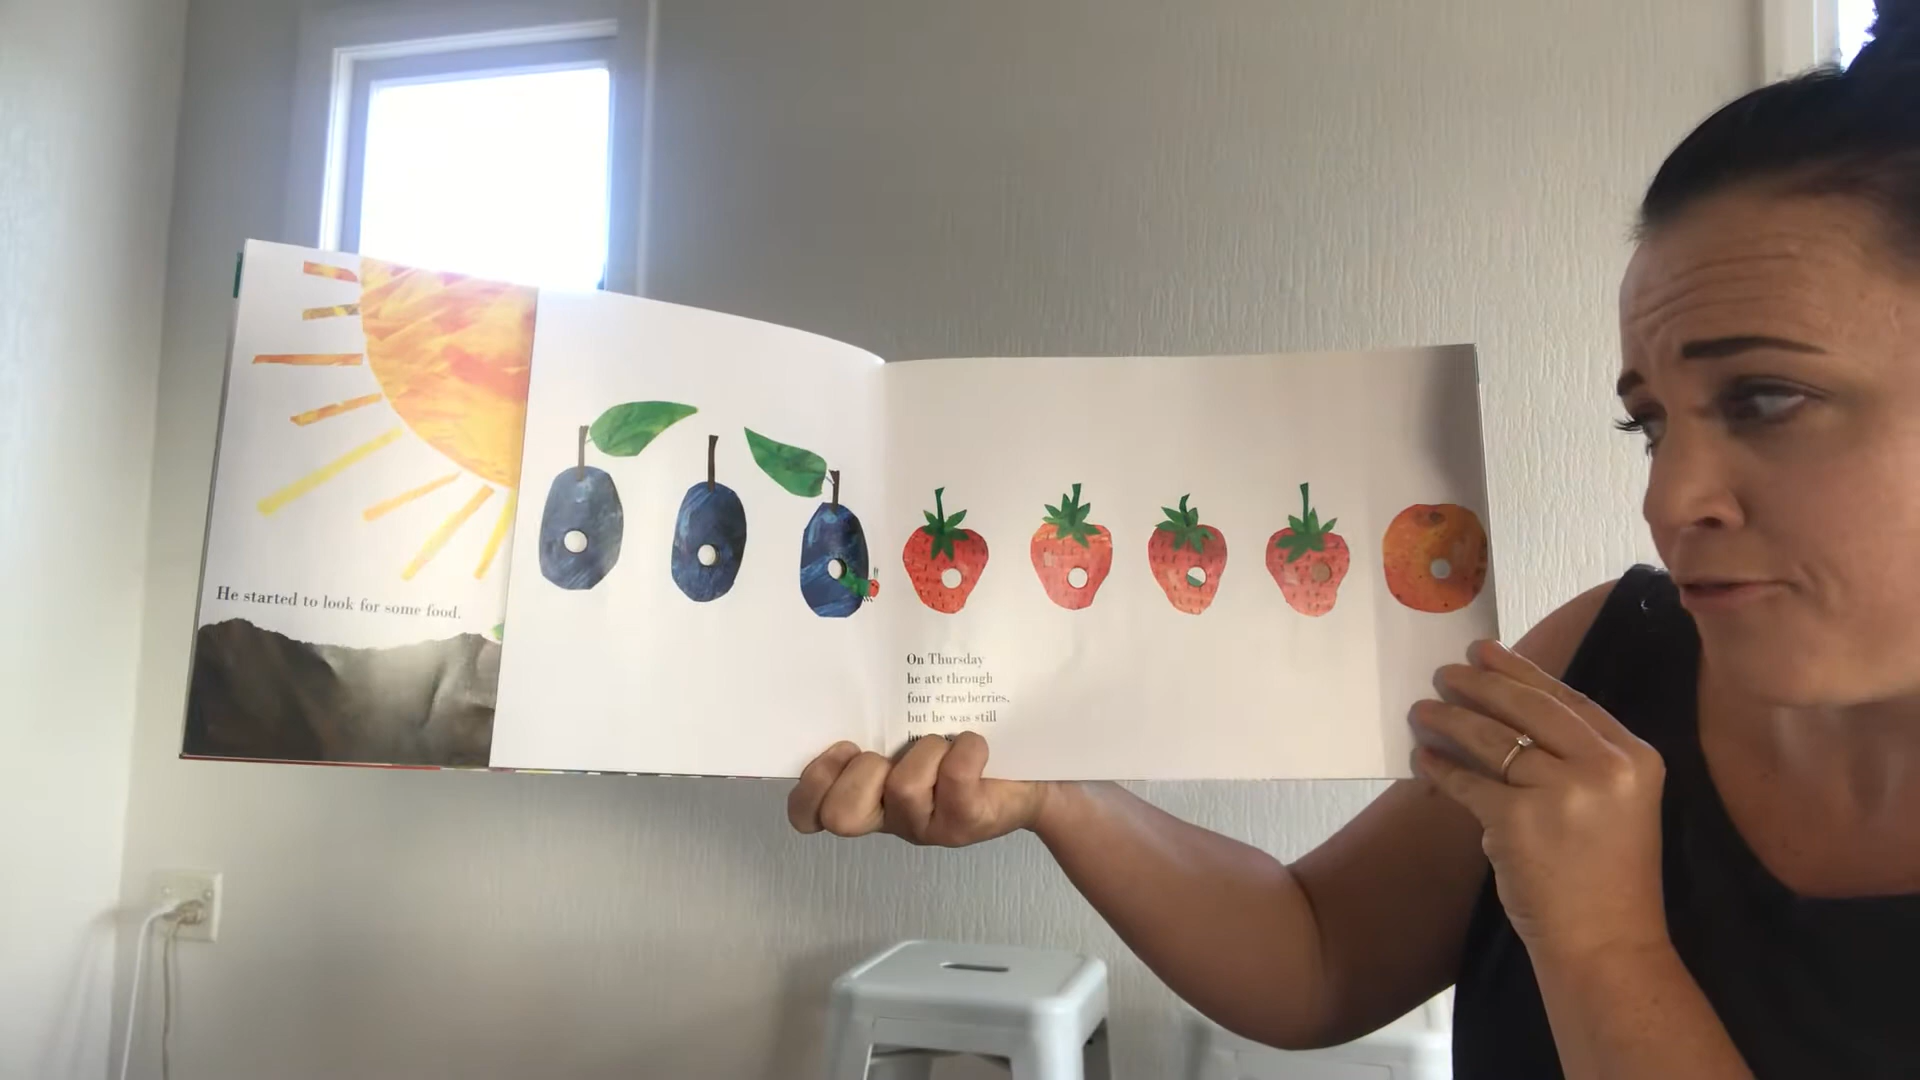 He started to look for some food.
On Thursday
he ate through
four strawberries,
but he was still